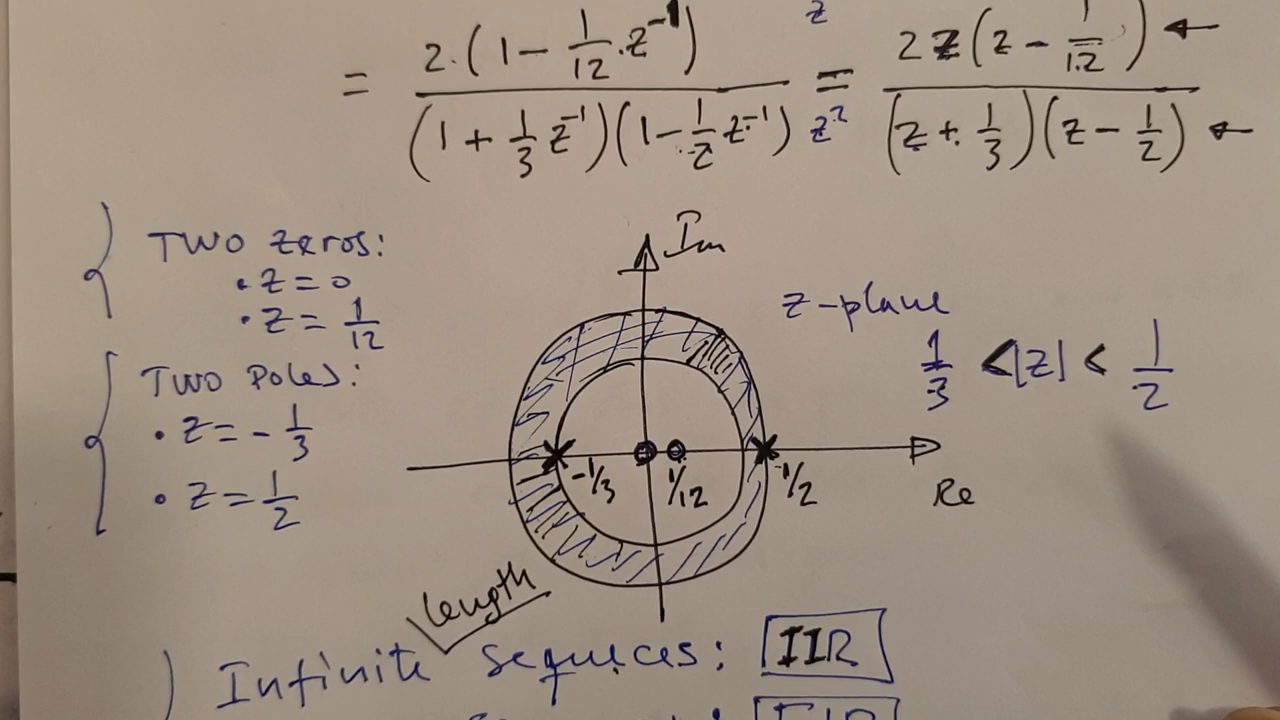 = 2·(1 - 1/12 ·z^-1) / (1 + 1/3 z^-1)(1 - 1/2 z^-1) z / z² = 2z(z - 1/12) / (z + 1/3)(z - 1/2)
Two zeros:
• z = 0
• z = 1/12
Two Poles:
• z = - 1/3
• z = 1/2
Im
z-plane
1/3 < |z| < 1/2
-1/3 1/12 1/2
Re
length
) Infinite sequeces: IIR
FIR